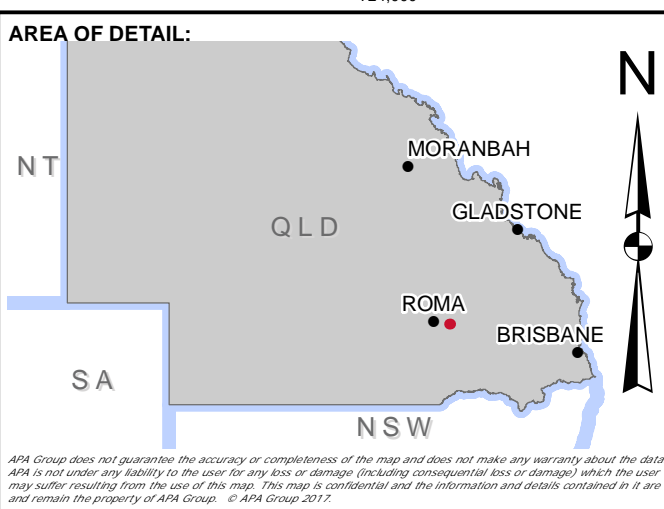 AREA OF DETAIL:
N
MORANBAH
NT
GLADSTONE
QLD
ROMA
BRISBANE
SA
NSW
APA Group does not guarantee the accuracy or completeness of the map and does not make any warranty about the data.
APA is not under any liability to the user for any loss or damage (including consequential loss or damage) which the user
may suffer resulting from the use of this map. This map is confidential and the information and details contained in it are
and remain the property of APA Group. © APA Group 2017.